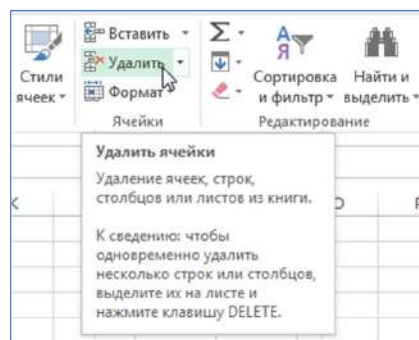 Стили
ячеек
Вставить
Удалить
Формат
Ячейки
Сортировка
и фильтр
Найти и
выделить
Редактирование
Удалить ячейки
Удаление ячеек, строк,
столбцов или листов из книги.
К сведению: чтобы
одновременно удалить
несколько строк или столбцов,
выделите их на листе и
нажмите клавишу DELETE.